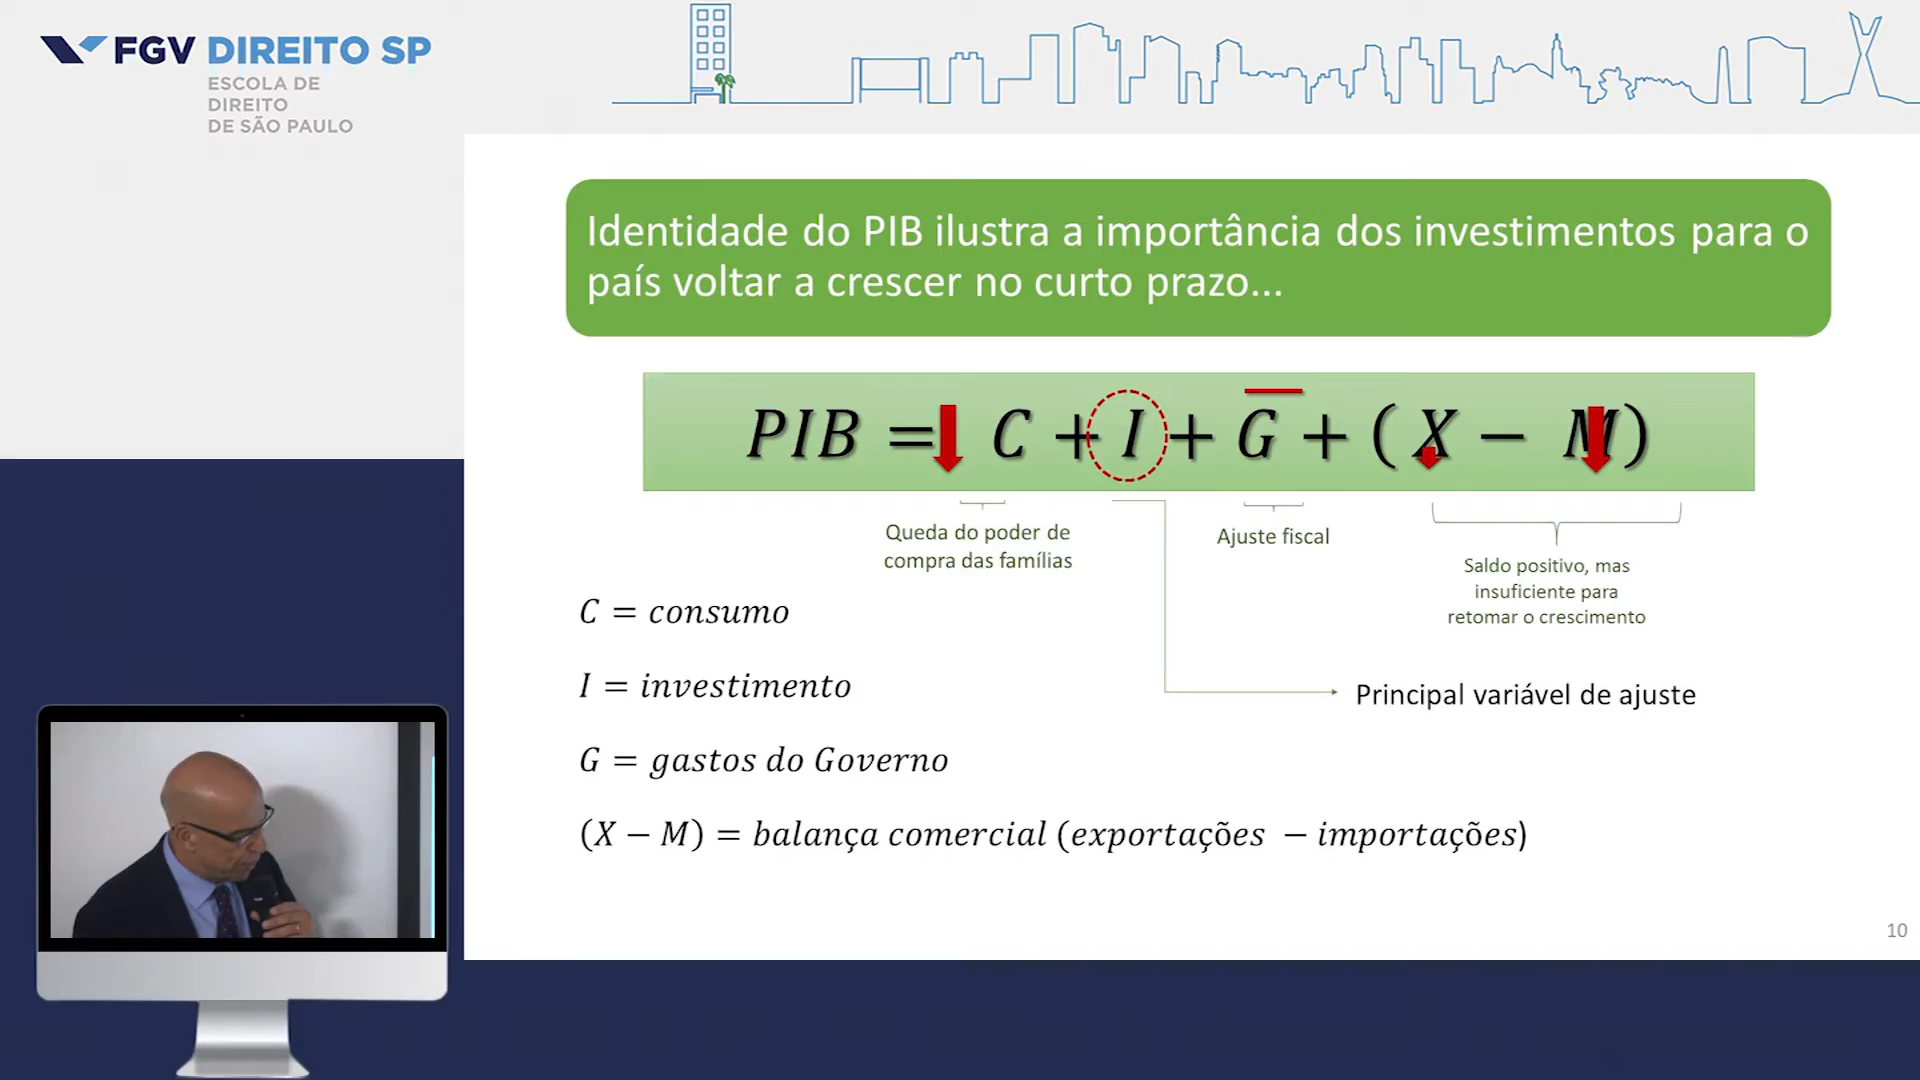 FGV DIREITO SP
ESCOLA DE
DIREITO
DE SÃO PAULO
Identidade do PIB ilustra a importância dos investimentos para o
país voltar a crescer no curto prazo...
PIB = C + I + G + ( X − M)
Queda do poder de
compra das famílias
Ajuste fiscal
Saldo positivo, mas
insuficiente para
retomar o crescimento
C = consumo
I = investimento
Principal variável de ajuste
G = gastos do Governo
(X − M) = balança comercial (exportações − importações)
10